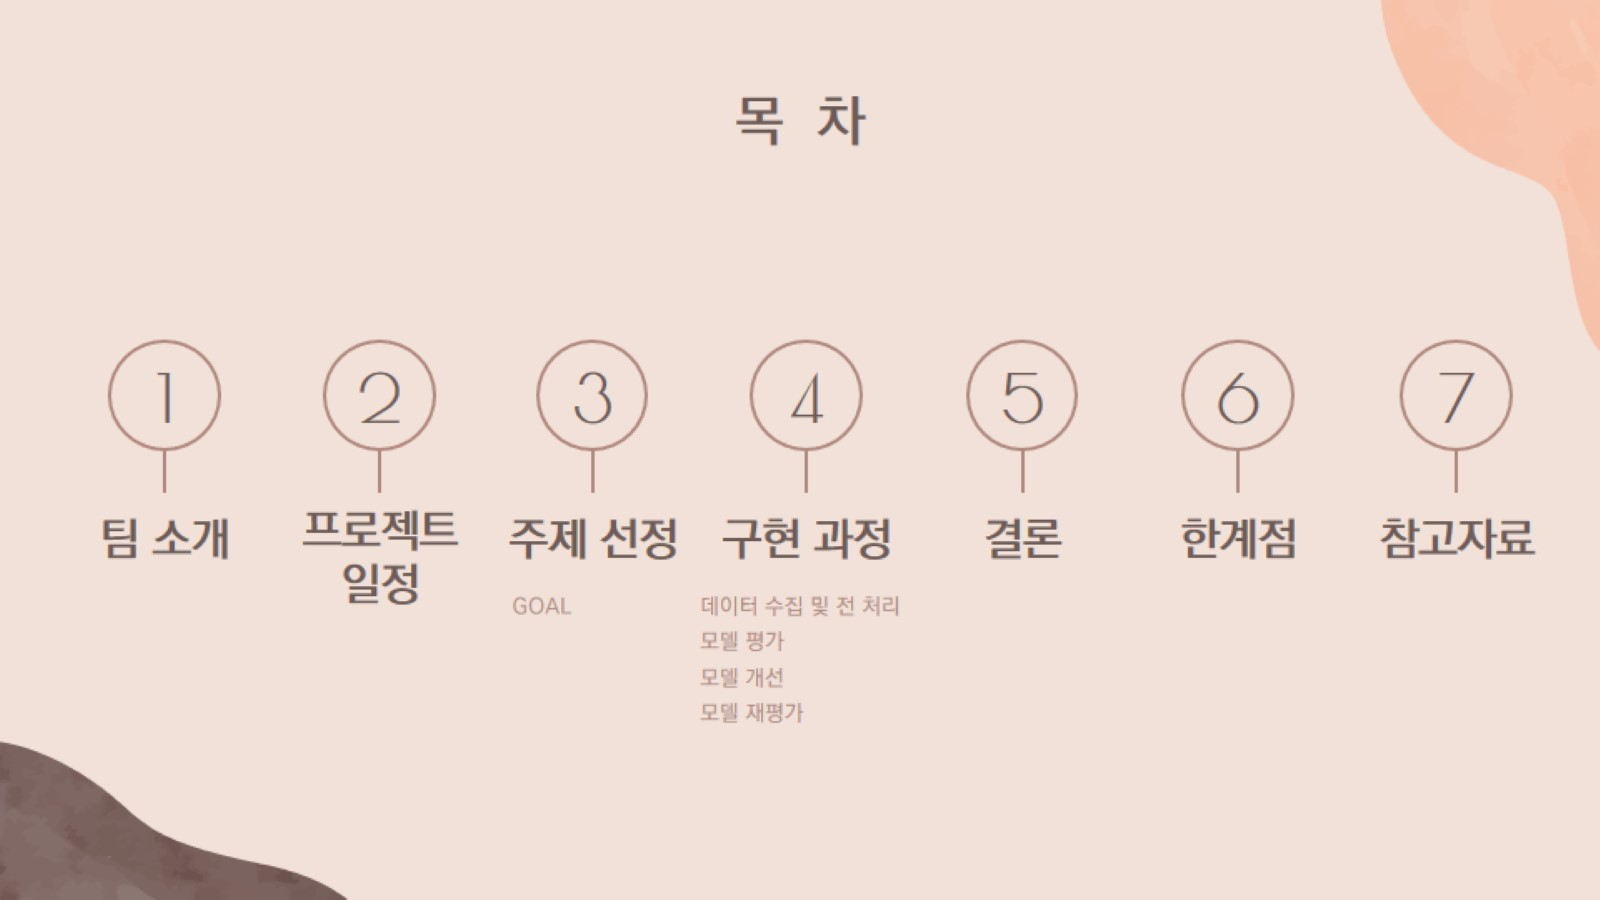 목 차
1
2
3
4
5
6
7
팀 소개
프로젝트
일정
주제 선정
구현 과정
결론
한계점
참고자료
GOAL
데이터 수집 및 전 처리
모델 평가
모델 개선
모델 재평가